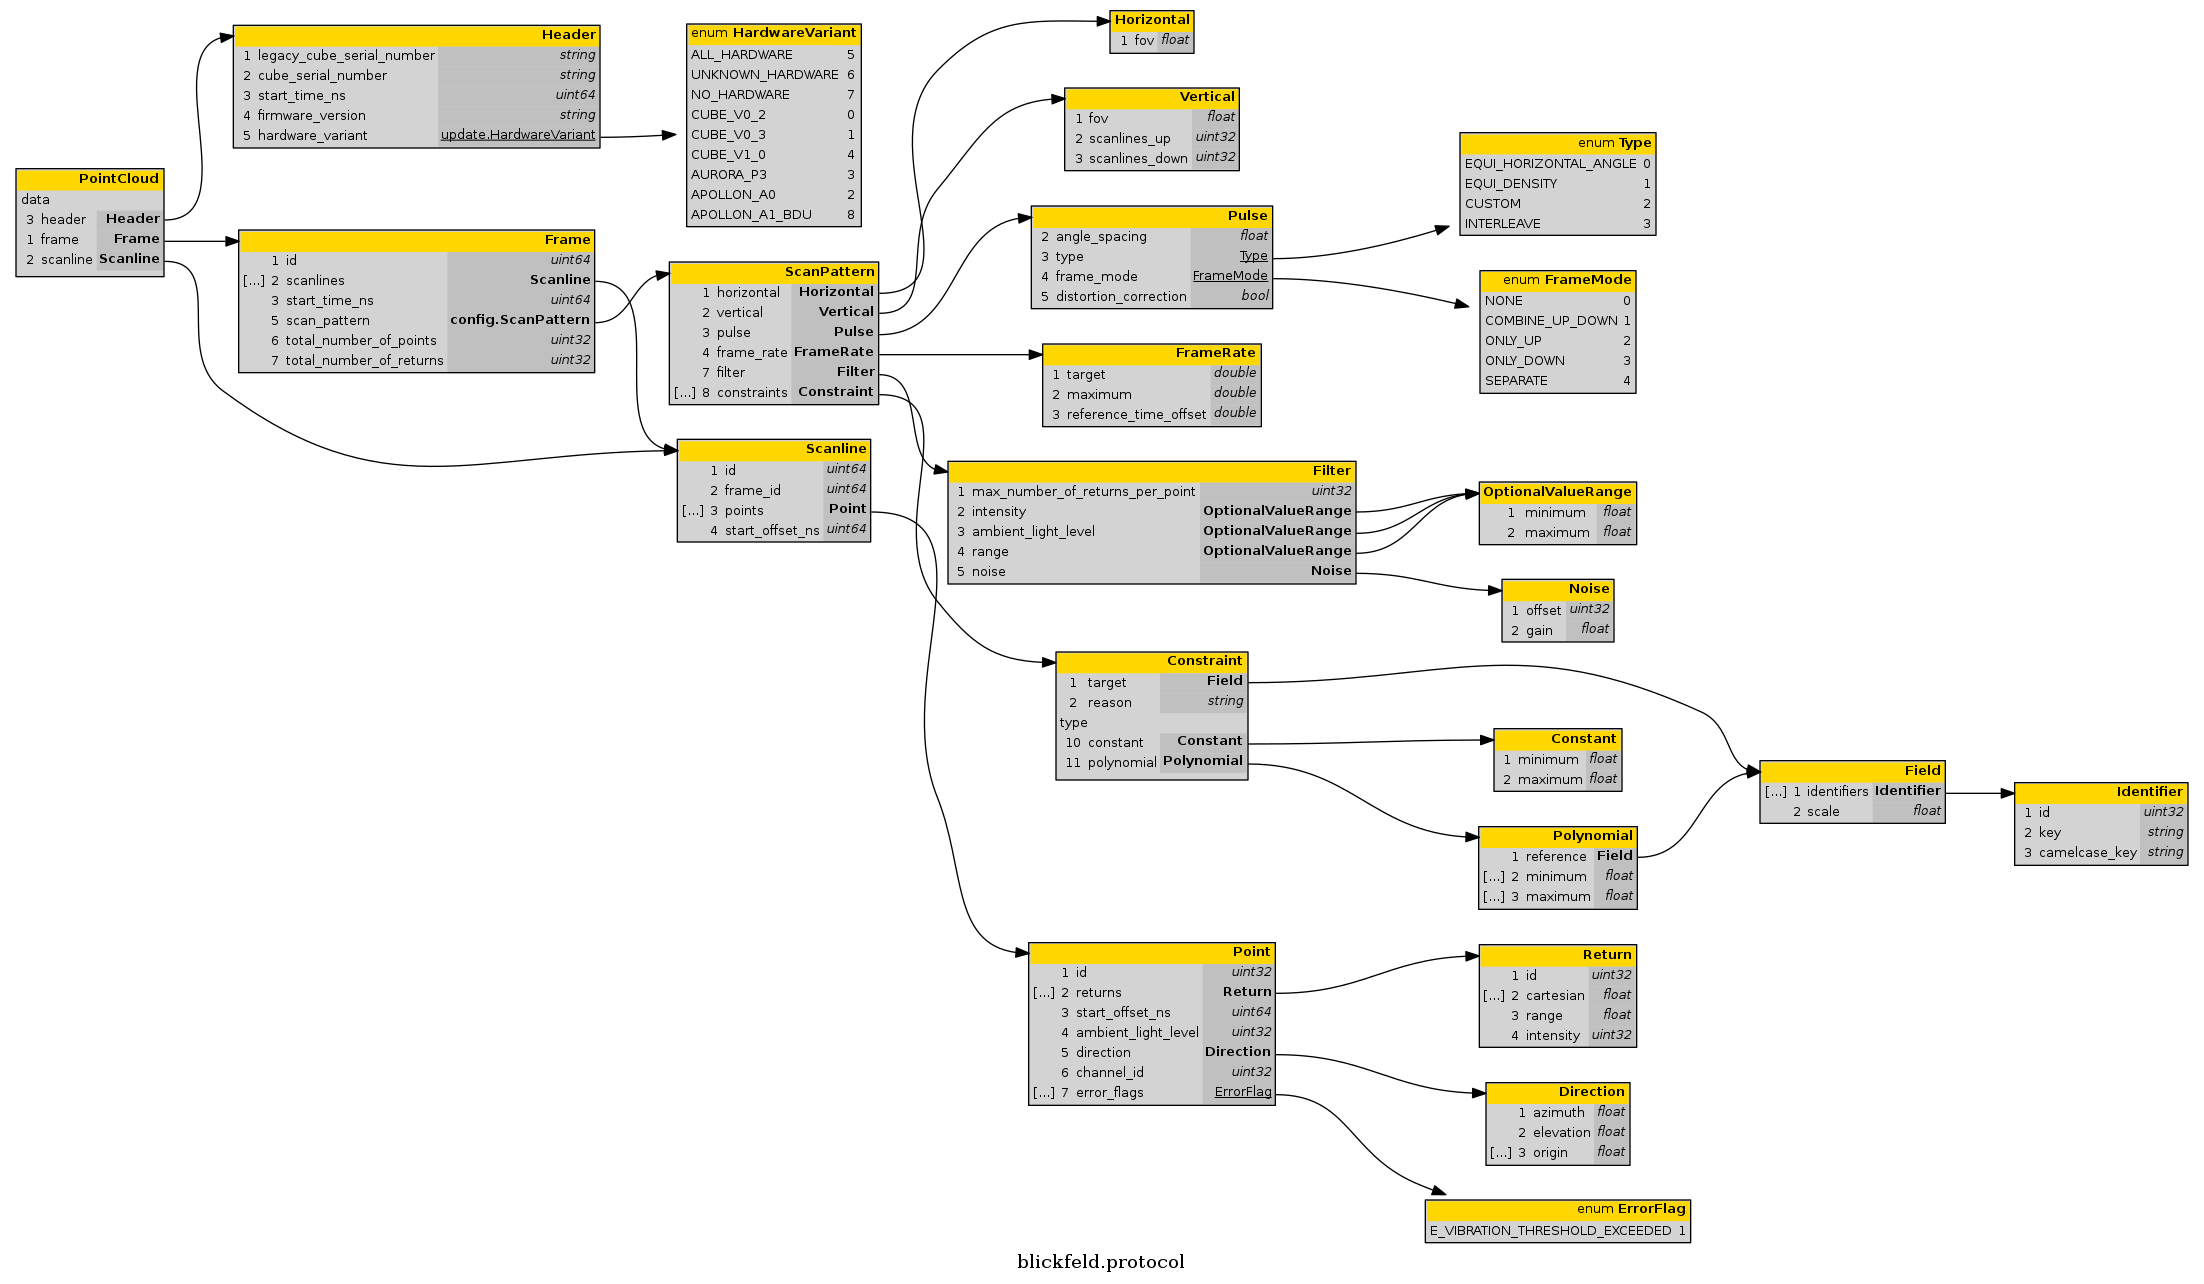 PointCloud
data
3 header Header
1 frame Frame
2 scanline Scanline
Header
1 legacy_cube_serial_number string
2 cube_serial_number string
3 start_time_ns uint64
4 firmware_version string
5 hardware_variant update.HardwareVariant
Frame
1 id uint64
[...] 2 scanlines Scanline
3 start_time_ns uint64
5 scan_pattern config.ScanPattern
6 total_number_of_points uint32
7 total_number_of_returns uint32
enum HardwareVariant
ALL_HARDWARE 5
UNKNOWN_HARDWARE 6
NO_HARDWARE 7
CUBE_V0_2 0
CUBE_V0_3 1
CUBE_V1_0 4
AURORA_P3 3
APOLLON_A0 2
APOLLON_A1_BDU 8
ScanPattern
1 horizontal Horizontal
2 vertical Vertical
3 pulse Pulse
4 frame_rate FrameRate
7 filter Filter
[...] 8 constraints Constraint
Scanline
1 id uint64
2 frame_id uint64
[...] 3 points Point
4 start_offset_ns uint64
Horizontal
1 fov float
Vertical
1 fov float
2 scanlines_up uint32
3 scanlines_down uint32
Pulse
2 angle_spacing float
3 type Type
4 frame_mode FrameMode
5 distortion_correction bool
FrameRate
1 target double
2 maximum double
3 reference_time_offset double
Filter
1 max_number_of_returns_per_point uint32
2 intensity OptionalValueRange
3 ambient_light_level OptionalValueRange
4 range OptionalValueRange
5 noise Noise
Constraint
1 target Field
2 reason string
type
10 constant Constant
11 polynomial Polynomial
Point
1 id uint32
[...] 2 returns Return
3 start_offset_ns uint64
4 ambient_light_level uint32
5 direction Direction
6 channel_id uint32
[...] 7 error_flags ErrorFlag
enum Type
EQUI_HORIZONTAL_ANGLE 0
EQUI_DENSITY 1
CUSTOM 2
INTERLEAVE 3
enum FrameMode
NONE 0
COMBINE_UP_DOWN 1
ONLY_UP 2
ONLY_DOWN 3
SEPARATE 4
OptionalValueRange
1 minimum float
2 maximum float
Noise
1 offset uint32
2 gain float
Constant
1 minimum float
2 maximum float
Polynomial
1 reference Field
[...] 2 minimum float
[...] 3 maximum float
Return
1 id uint32
[...] 2 cartesian float
3 range float
4 intensity uint32
Direction
1 azimuth float
2 elevation float
[...] 3 origin float
enum ErrorFlag
E_VIBRATION_THRESHOLD_EXCEEDED 1
Field
[...] 1 identifiers Identifier
2 scale float
Identifier
1 id uint32
2 key string
3 camelcase_key string
blickfeld.protocol